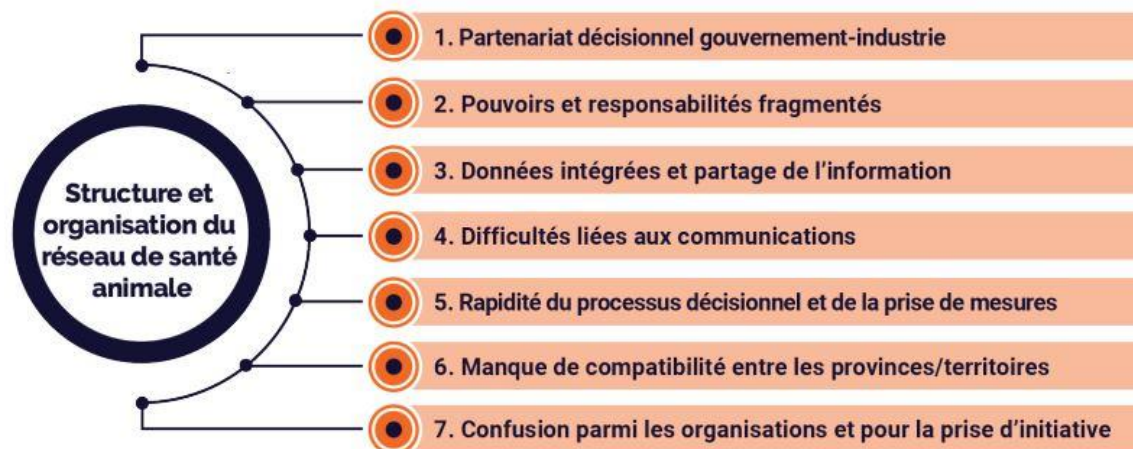 Structure et
organisation du
réseau de santé
animale
1. Partenariat décisionnel gouvernement-industrie
2. Pouvoirs et responsabilités fragmentés
3. Données intégrées et partage de l’information
4. Difficultés liées aux communications
5. Rapidité du processus décisionnel et de la prise de mesures
6. Manque de compatibilité entre les provinces/territoires
7. Confusion parmi les organisations et pour la prise d’initiative